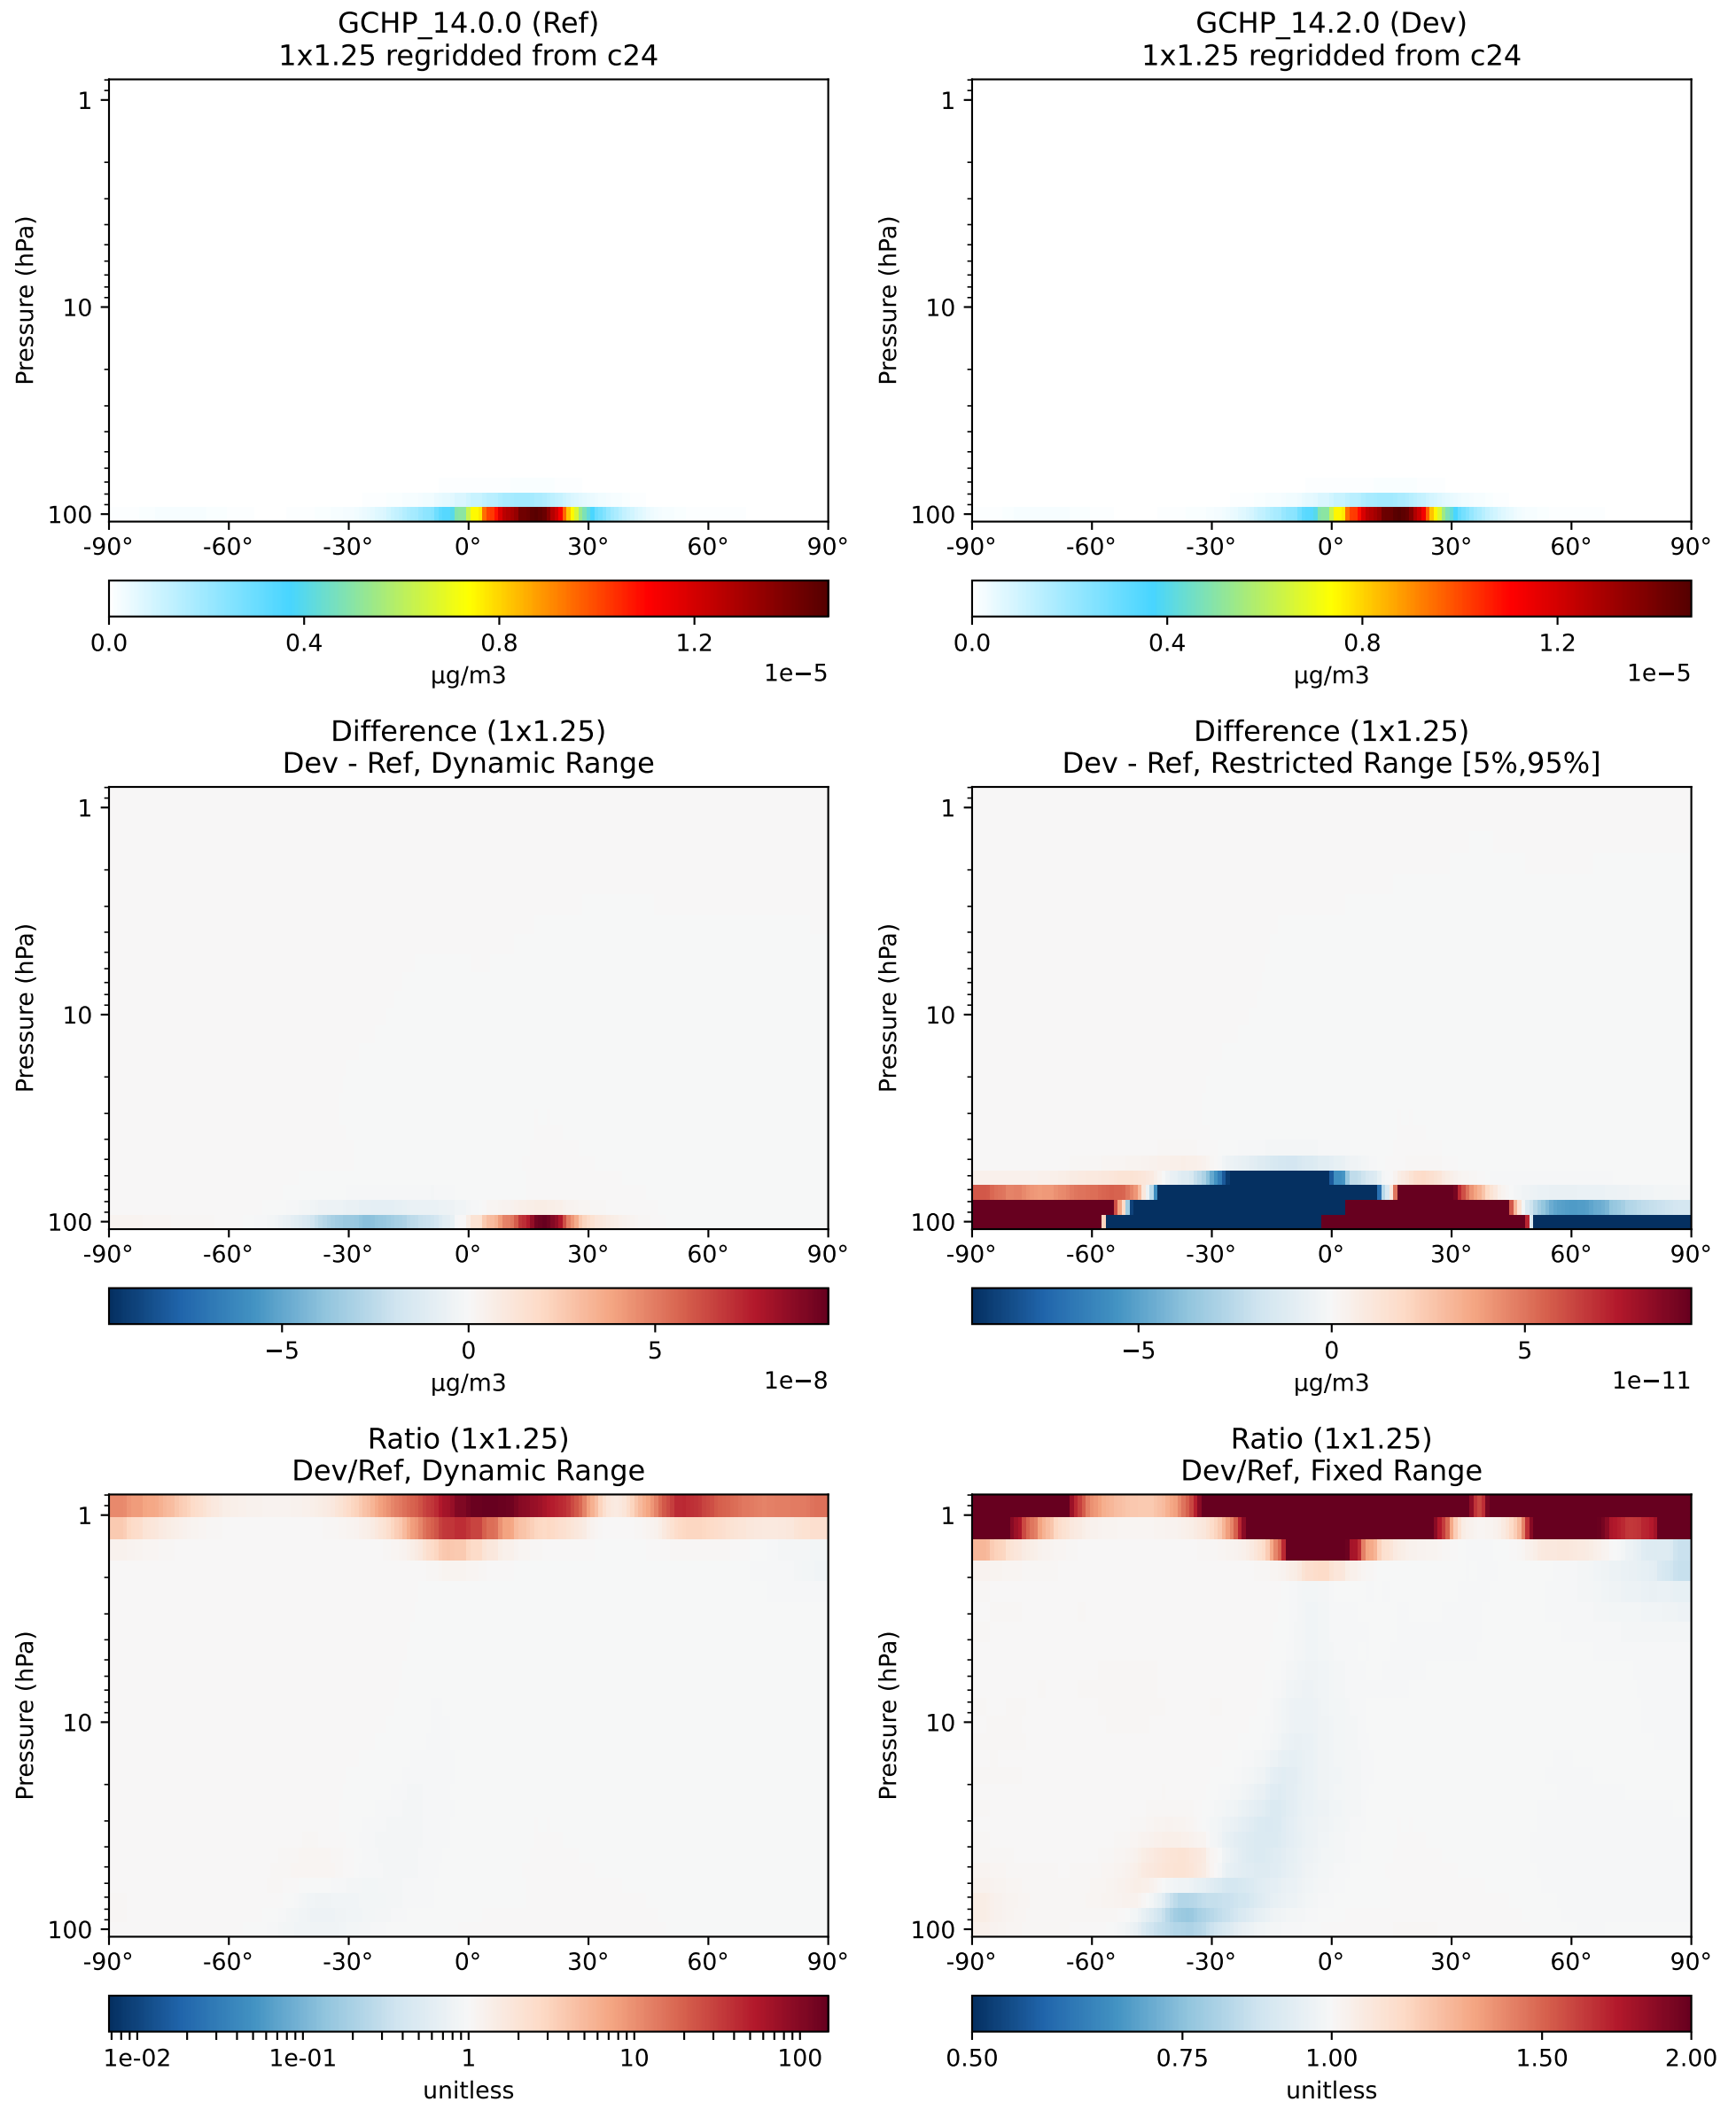 GCHP_14.0.0 (Ref)
1x1.25 regridded from c24
Pressure (hPa)
1
10
100
-90° -60° -30° 0° 30° 60° 90°
0.0 0.4 0.8 1.2
µg/m3
1e−5
GCHP_14.2.0 (Dev)
1x1.25 regridded from c24
Pressure (hPa)
1
10
100
-90° -60° -30° 0° 30° 60° 90°
0.0 0.4 0.8 1.2
µg/m3
1e−5
Difference (1x1.25)
Dev - Ref, Dynamic Range
Pressure (hPa)
1
10
100
-90° -60° -30° 0° 30° 60° 90°
−5 0 5
µg/m3
1e−8
Difference (1x1.25)
Dev - Ref, Restricted Range [5%,95%]
Pressure (hPa)
1
10
100
-90° -60° -30° 0° 30° 60° 90°
−5 0 5
µg/m3
1e−11
Ratio (1x1.25)
Dev/Ref, Dynamic Range
Pressure (hPa)
1
10
100
-90° -60° -30° 0° 30° 60° 90°
1e-02 1e-01 1 10 100
unitless
Ratio (1x1.25)
Dev/Ref, Fixed Range
Pressure (hPa)
1
10
100
-90° -60° -30° 0° 30° 60° 90°
0.50 0.75 1.00 1.50 2.00
unitless